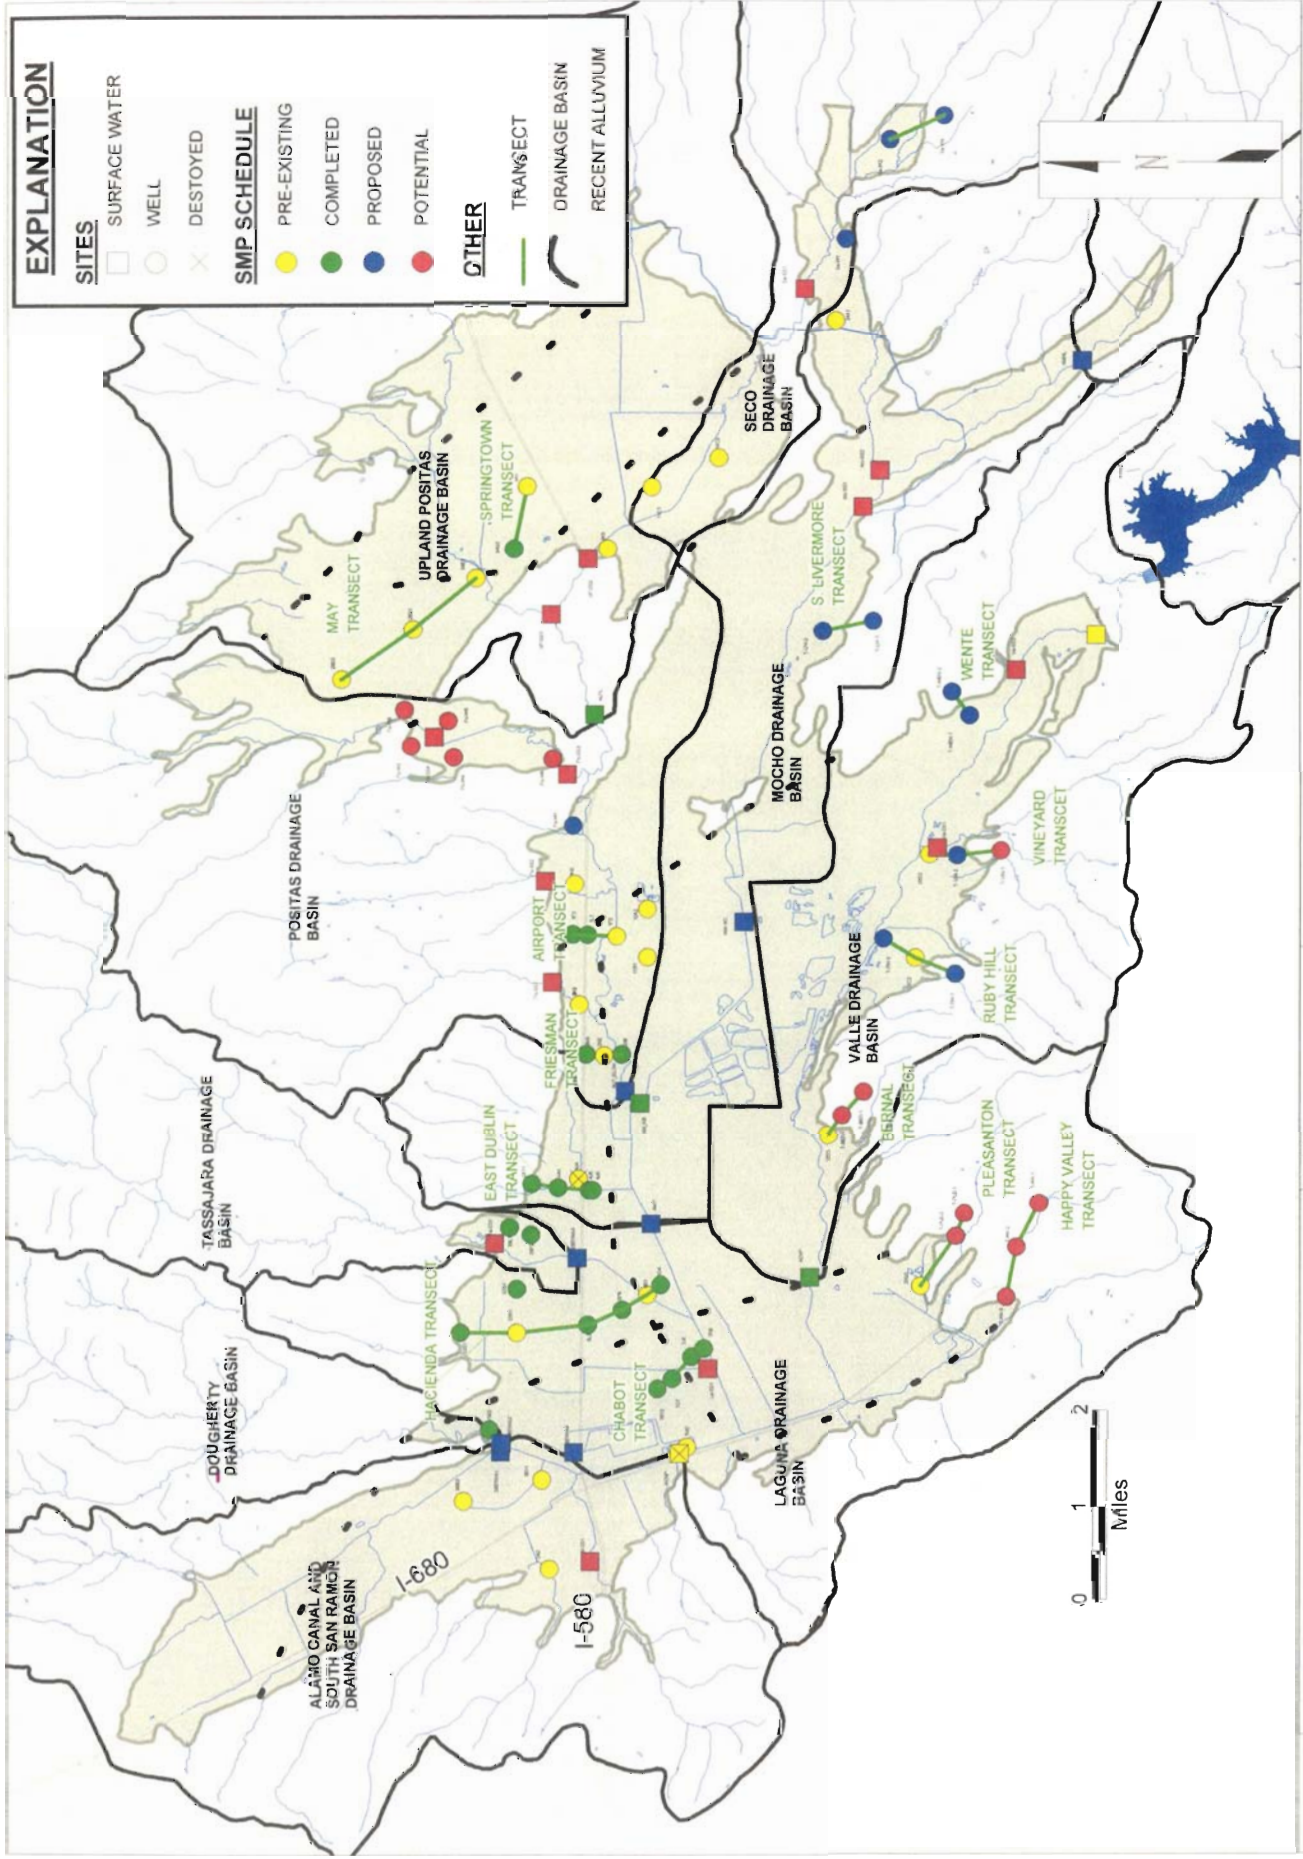 EXPLANATION
SITES
SURFACE WATER
WELL
DESTOYED
SMP SCHEDULE
PRE-EXISTING
COMPLETED
PROPOSED
POTENTIAL
OTHER
TRANSECT
DRAINAGE BASIN
RECENT ALLUVIUM
ALAMO CANAL AND
SOUTH SAN RAMON
DRAINAGE BASIN
I-680
I-580
DOUGHERTY
DRAINAGE BASIN
TASSAJARA DRAINAGE
BASIN
POSITAS DRAINAGE
BASIN
MAY
TRANSECT
UPLAND POSITAS
DRAINAGE BASIN
SPRINGTOWN
TRANSECT
HACIENDA TRANSECT
EAST DUBLIN
TRANSECT
FRIESMAN
TRANSECT
AIRPORT
TRANSECT
CHABOT
TRANSECT
SECO
DRAINAGE
BASIN
MOCHO DRAINAGE
BASIN
S LIVERMORE
TRANSECT
LAGUNA DRAINAGE
BASIN
VALLE DRAINAGE
BASIN
BERNAL
TRANSECT
WENTE
TRANSECT
RUBY HILL
TRANSECT
VINEYARD
TRANSCET
PLEASANTON
TRANSECT
HAPPY VALLEY
TRANSECT
0 1 2
Miles
N